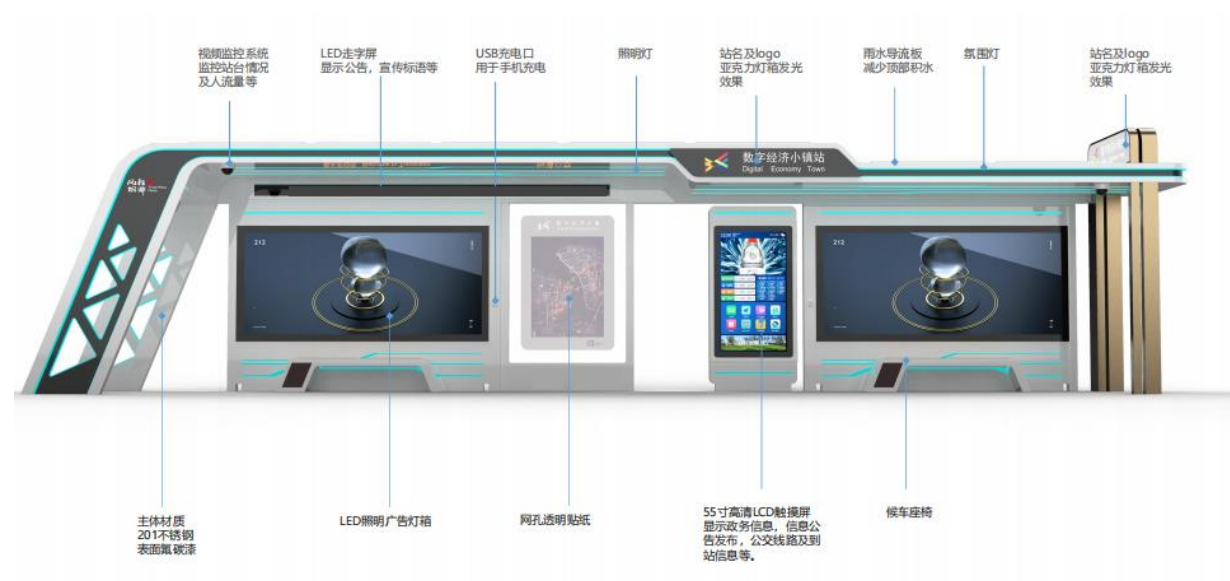 视频监控系统
监控站台情况
及人流量等
LED走字屏
显示公告，宣传标语等
USB充电口
用于手机充电
照明灯
站名及logo
亚克力灯箱发光
效果
雨水导流板
减少顶部积水
氛围灯
站名及logo
亚克力灯箱发光
效果
数字经济小镇站
Digital Economy Town
212
212
主体材质
201不锈钢
表面氟碳漆
LED照明广告灯箱
网孔透明贴纸
55寸高清LCD触摸屏
显示政务信息，信息公
告发布，公交线路及到
站信息等。
候车座椅